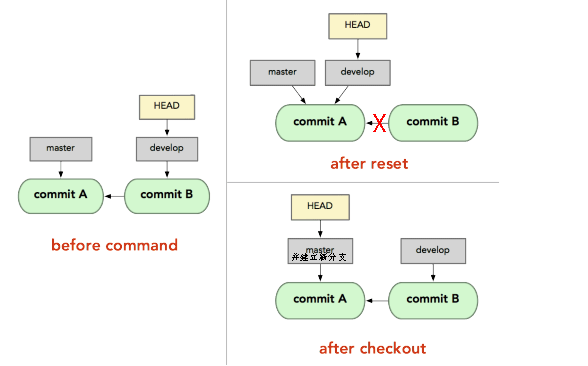 HEAD
master
develop
commit A
commit B
before command
HEAD
master
develop
commit A
X
commit B
after reset
HEAD
master
并建立新分支
develop
commit A
commit B
after checkout